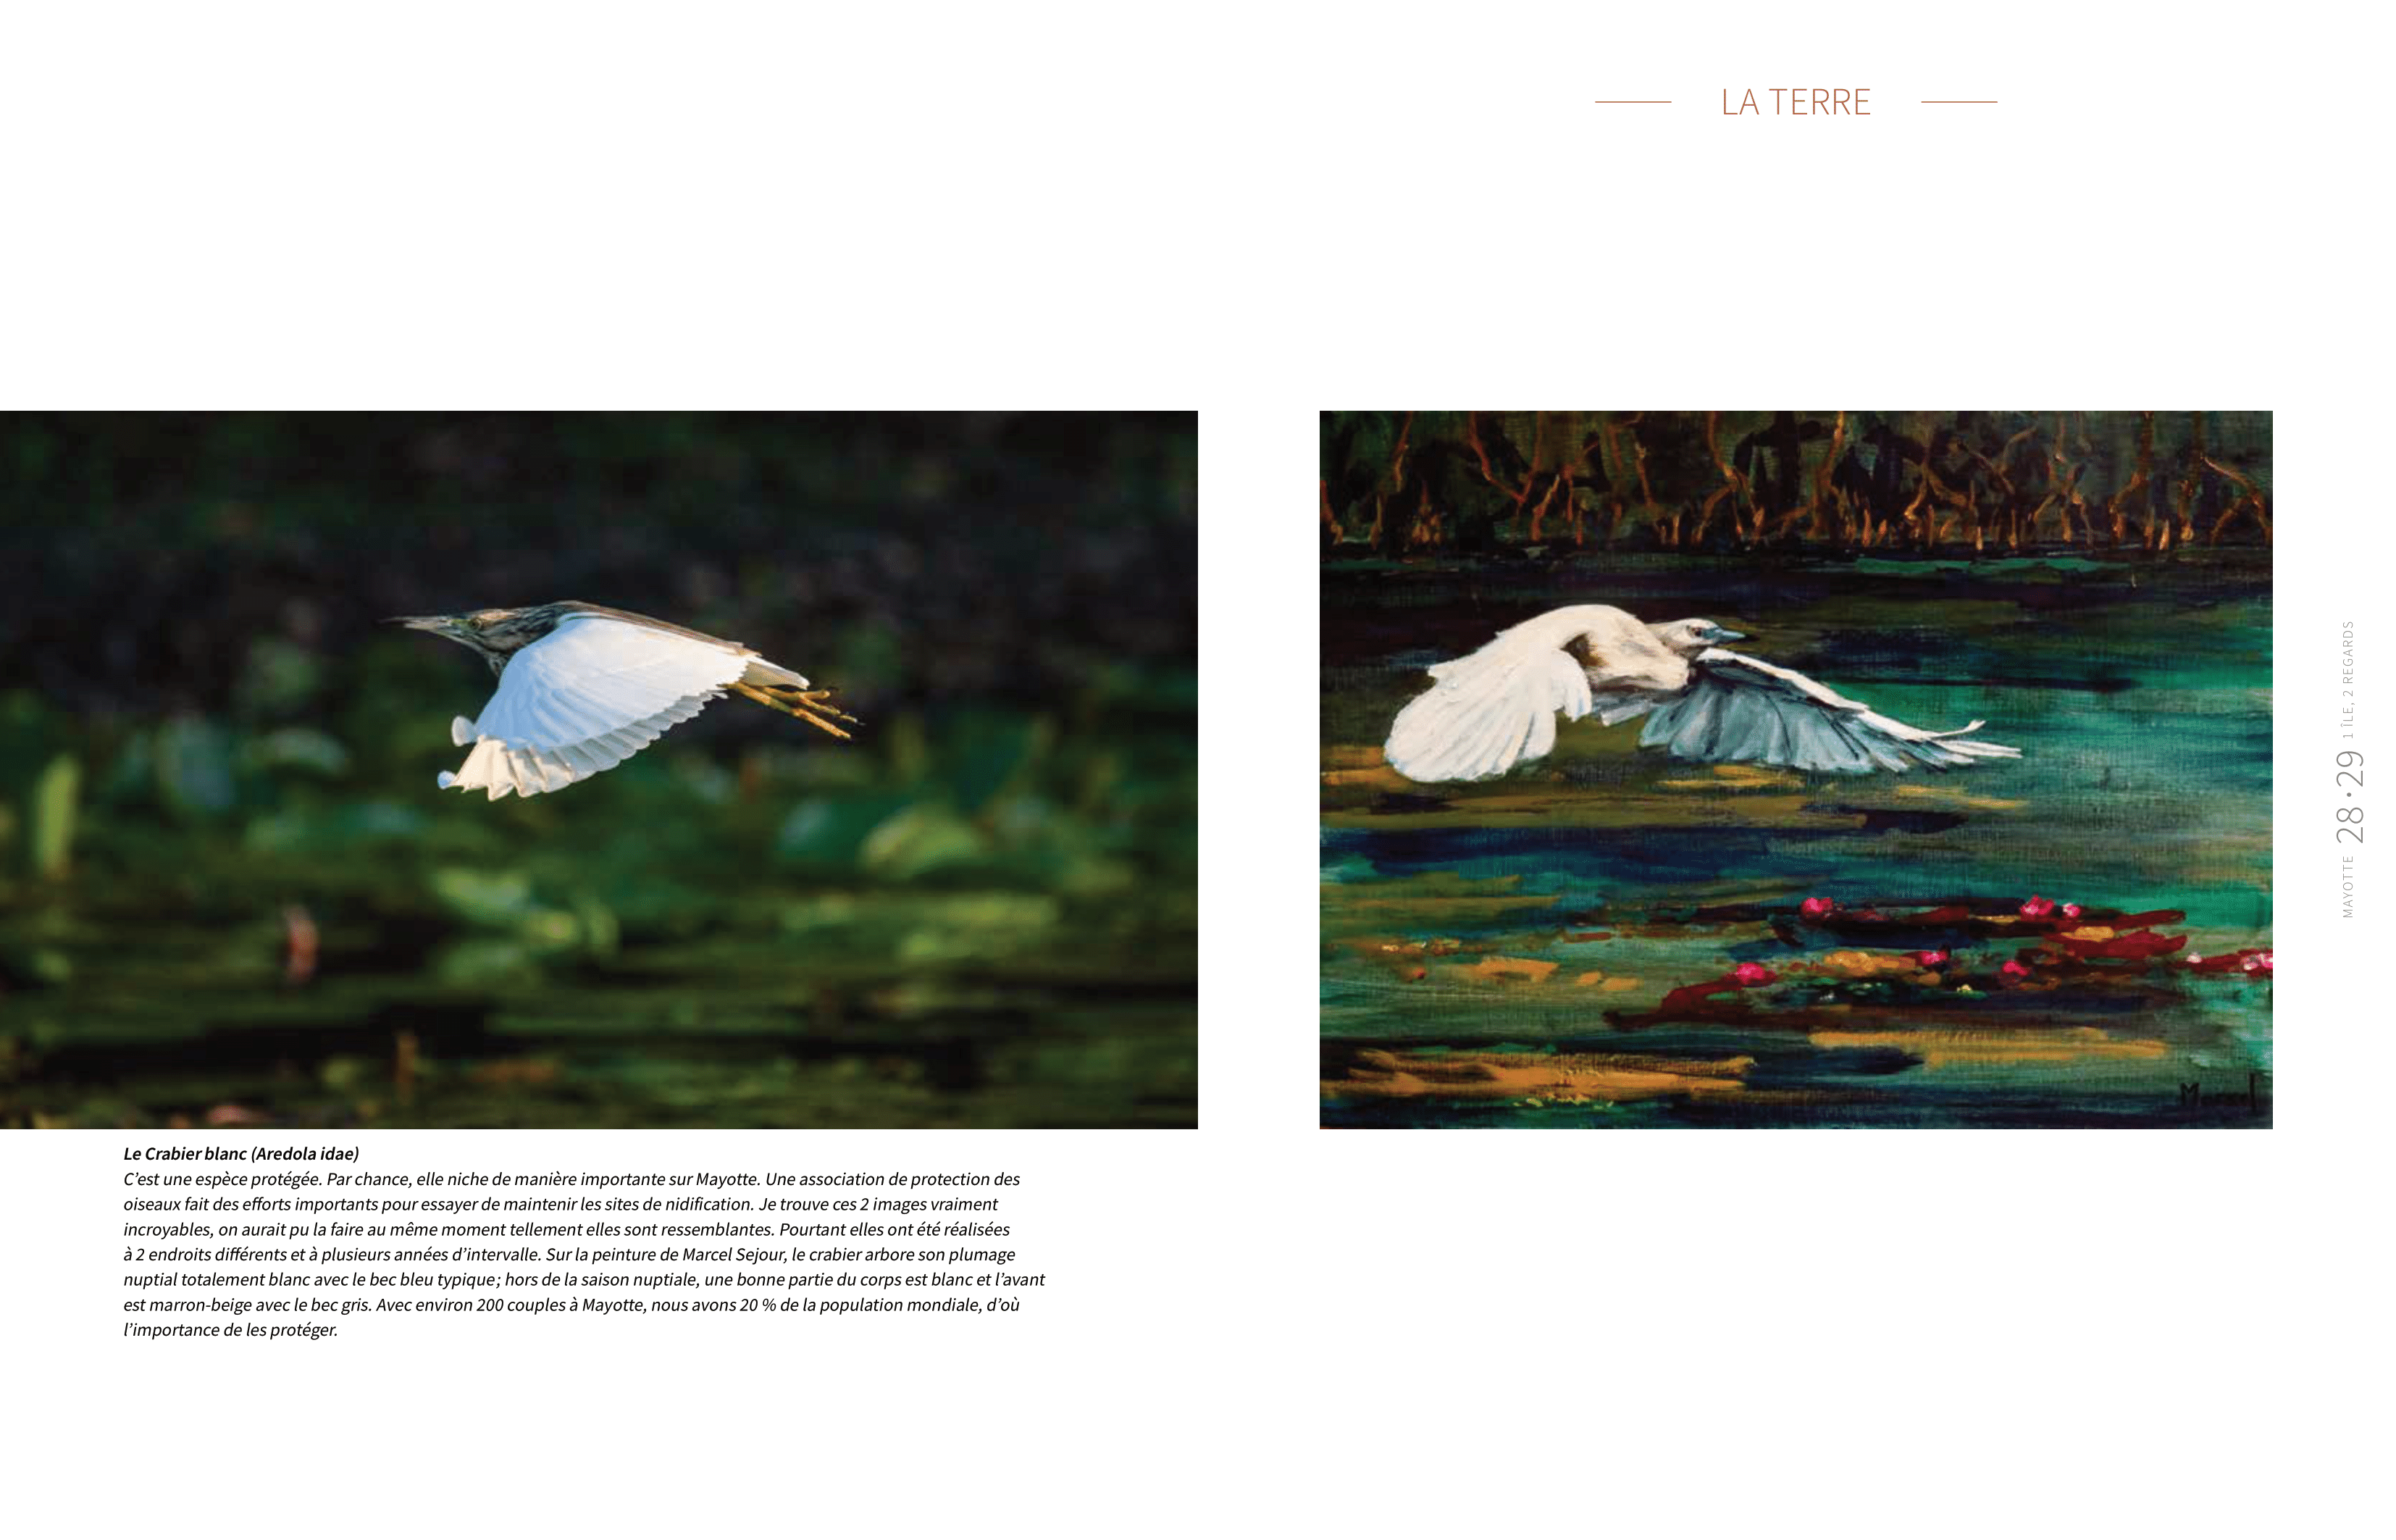 LA TERRE
Le Crabier blanc (Aredola idae)
C’est une espèce protégée. Par chance, elle niche de manière importante sur Mayotte. Une association de protection des
oiseaux fait des efforts importants pour essayer de maintenir les sites de nidification. Je trouve ces 2 images vraiment
incroyables, on aurait pu la faire au même moment tellement elles sont ressemblantes. Pourtant elles ont été réalisées
à 2 endroits différents et à plusieurs années d’intervalle. Sur la peinture de Marcel Sejour, le crabier arbore son plumage
nuptial totalement blanc avec le bec bleu typique ; hors de la saison nuptiale, une bonne partie du corps est blanc et l’avant
est marron-beige avec le bec gris. Avec environ 200 couples à Mayotte, nous avons 20 % de la population mondiale, d’où
l’importance de les protéger.
MAYOTTE 28·29 1 ÎLE, 2 REGARDS